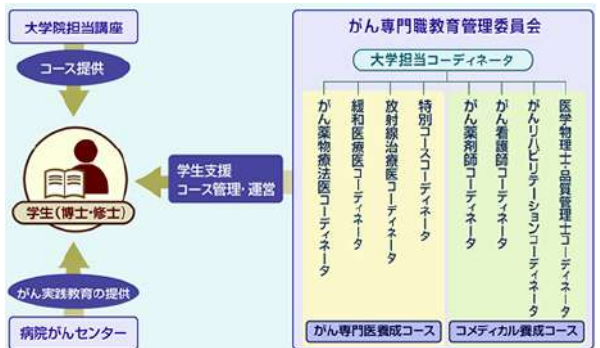 大学院担当講座
コース提供
学生(博士・修士)
がん実践教育の提供
病院がんセンター
学生支援
コース管理・運営
がん専門職教育管理委員会
大学担当コーディネータ
がん薬物療法医コーディネータ
緩和医療医コーディネータ
放射線治療医コーディネータ
特別コースコーディネータ
がん薬剤師コーディネータ
がん看護師コーディネータ
がんリハビリテーションコーディネータ
医学物理士・品質管理士コーディネータ
がん専門医養成コース
コメディカル養成コース